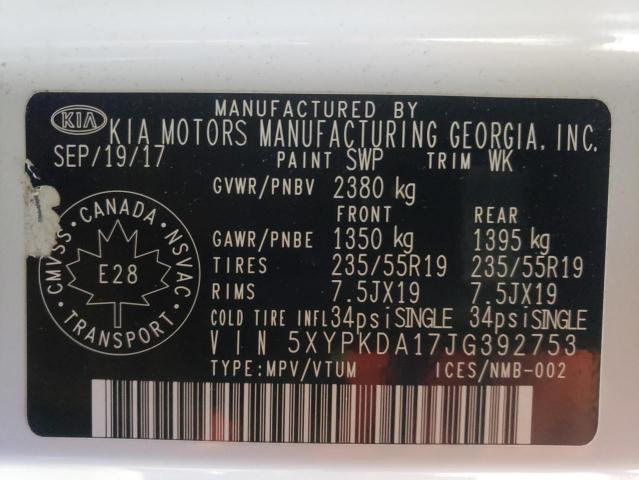 MANUFACTURED BY
KIA KIA MOTORS MANUFACTURING GEORGIA, INC.
SEP/19/17 PAINT SWP TRIM WK
GVWR/PNBV 2380 kg
FRONT REAR
GAWR/PNBE 1350 kg 1395 kg
TIRES 235/55R19 235/55R19
RIMS 7.5JX19 7.5JX19
COLD TIRE INFL 34psi SINGLE 34psi SINGLE
VIN 5XYPKDA17JG392753
TYPE:MPV/VTUM ICES/NMB-002
CMVSS • CANADA • NSVAC
E28
• TRANSPORT •